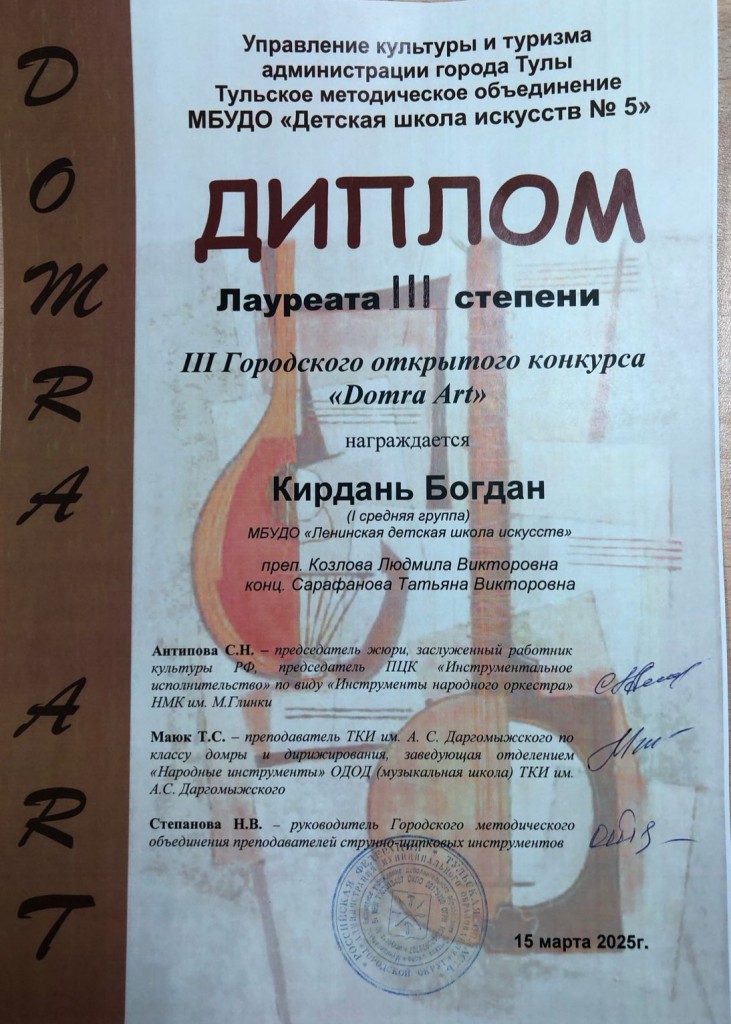 DOMRA ART
Управление культуры и туризма
администрации города Тулы
Тульское методическое объединение
МБУДО «Детская школа искусств № 5»
ДИПЛОМ
Лауреата III степени
III Городского открытого конкурса
«Domra Art»
награждается
Кирдань Богдан
(I средняя группа)
МБУДО «Ленинская детская школа искусств»
преп. Козлова Людмила Викторовна
конц. Сарафанова Татьяна Викторовна
Антипова С.Н. – председатель жюри, заслуженный работник
культуры РФ, председатель ПЦК «Инструментальное
исполнительство» по виду «Инструменты народного оркестра»
НМК им. М.Глинки
Маюк Т.С. – преподаватель ТКИ им. А. С. Даргомыжского по
классу домры и дирижирования, заведующая отделением
«Народные инструменты» ОДОД (музыкальная школа) ТКИ им.
А.С. Даргомыжского
Степанова Н.В. – руководитель Городского методического
объединения преподавателей струнно-щипковых инструментов
15 марта 2025г.